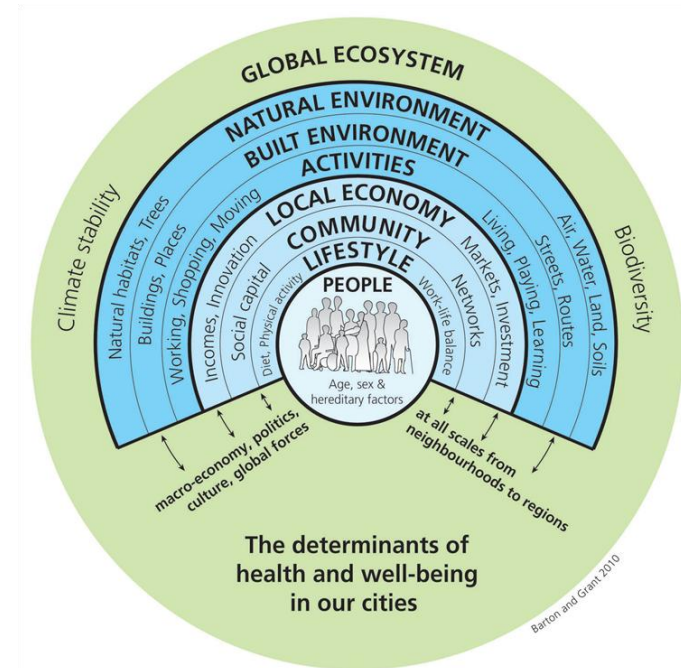 GLOBAL ECOSYSTEM
NATURAL ENVIRONMENT
BUILT ENVIRONMENT
ACTIVITIES
LOCAL ECONOMY
COMMUNITY
LIFESTYLE
PEOPLE
Age, sex &
hereditary factors
Climate stability
Natural habitats, Trees
Buildings, Places
Working, Shopping, Moving
Incomes, Innovation
Social capital
Diet, Physical activity
Work-life balance
Networks
Markets, Investment
Living, Playing, Learning
Streets, Routes
Air, Water, Land, Soils
Biodiversity
macro-economy, politics,
culture, global forces
at all scales from
neighbourhoods to regions
The determinants of
health and well-being
in our cities
Barton and Grant 2010